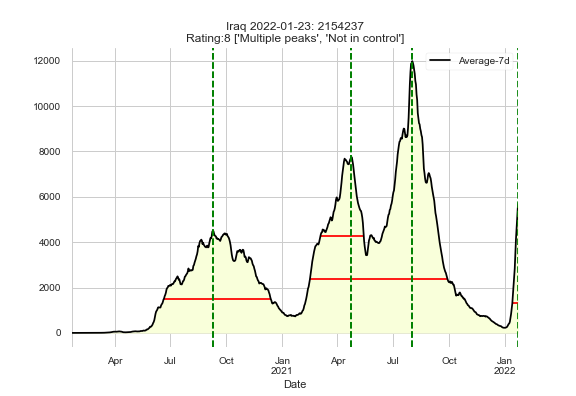 Iraq 2022-01-23: 2154237
Rating:8 ['Multiple peaks', 'Not in control']
Average-7d
12000
10000
8000
6000
4000
2000
0
Apr Jul Oct Jan Apr Jul Oct Jan
2021 2022
Date